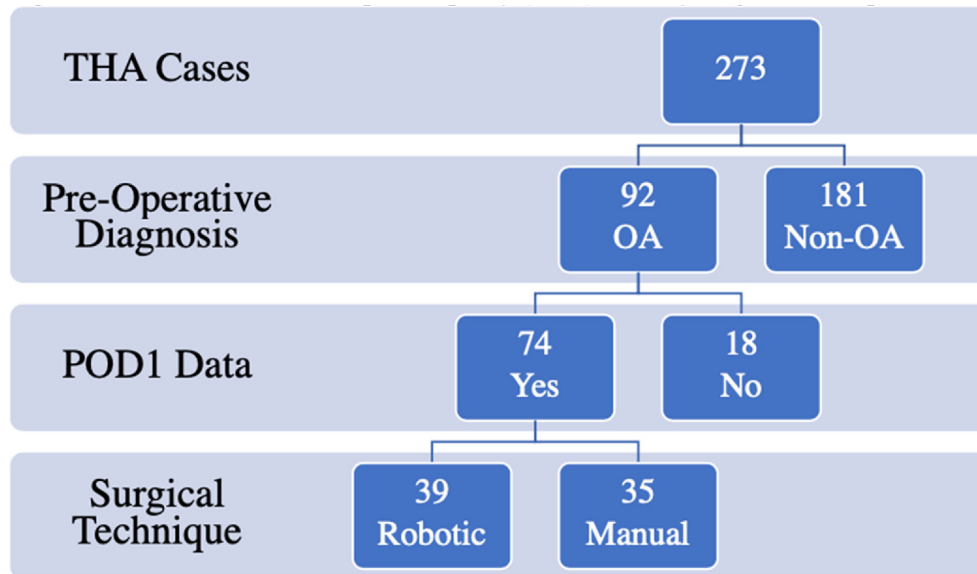 THA Cases
273
Pre-Operative
Diagnosis
92
OA
181
Non-OA
POD1 Data
74
Yes
18
No
Surgical
Technique
39
Robotic
35
Manual